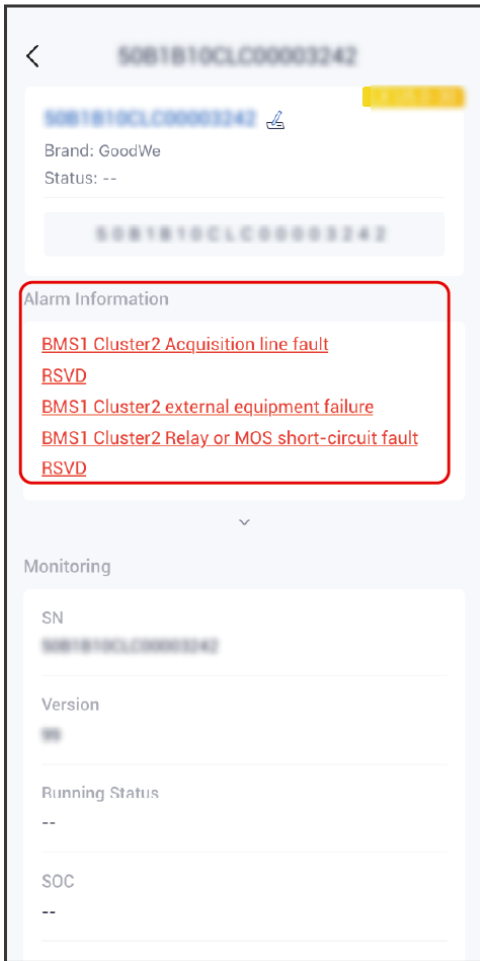 Brand: GoodWe
Status: --
Alarm Information
BMS1 Cluster2 Acquisition line fault
RSVD
BMS1 Cluster2 external equipment failure
BMS1 Cluster2 Relay or MOS short-circuit fault
RSVD
Monitoring
SN
Version
Running Status
--
SOC
--